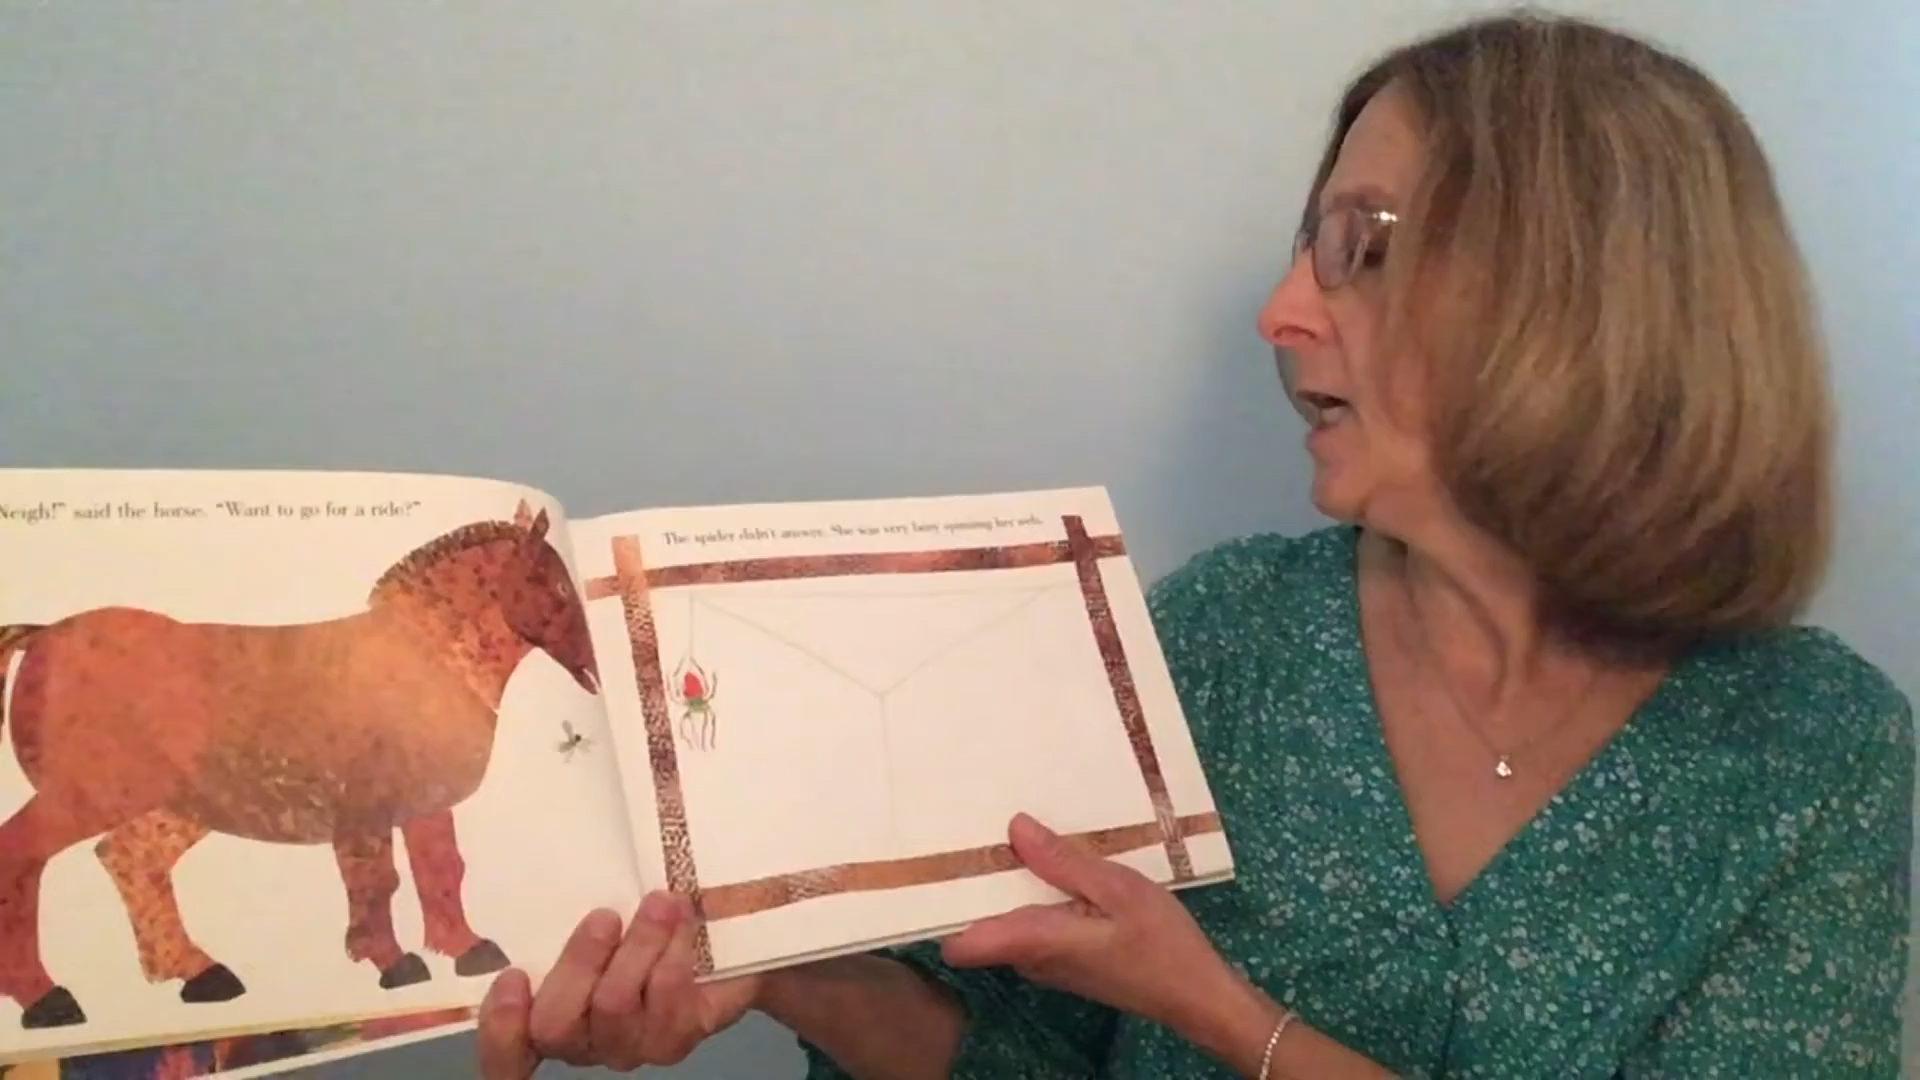 Neigh!" said the horse. "Want to go for a ride?"
The spider didn't answer. She was very busy spinning her web.